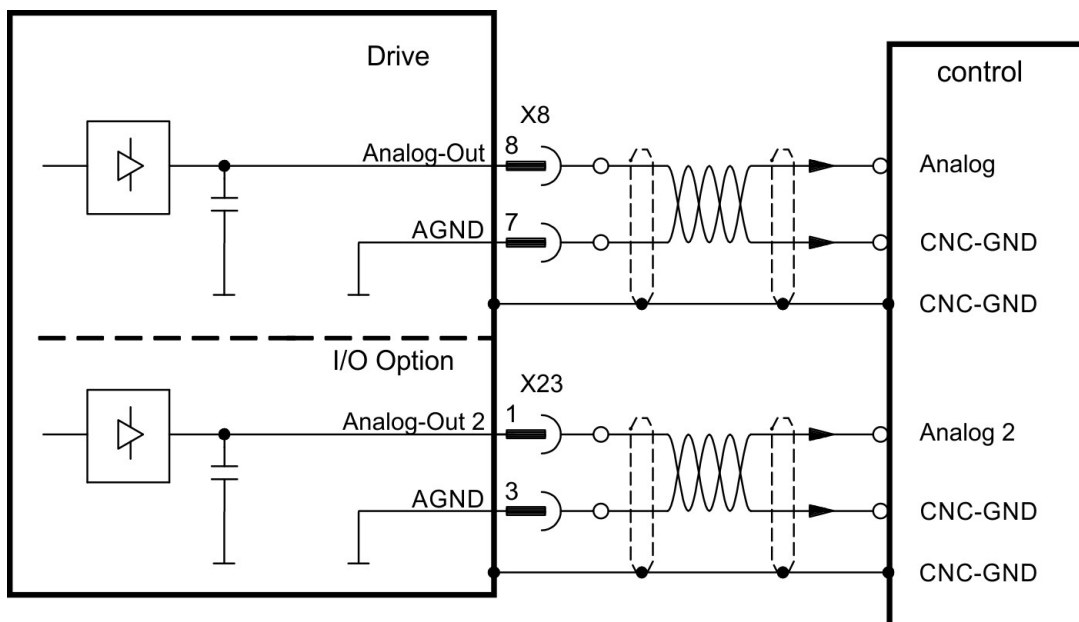 Drive
control
X8
Analog-Out 8 Analog
AGND 7 CNC-GND
CNC-GND
I/O Option
X23
Analog-Out 2 1 Analog 2
AGND 3 CNC-GND
CNC-GND